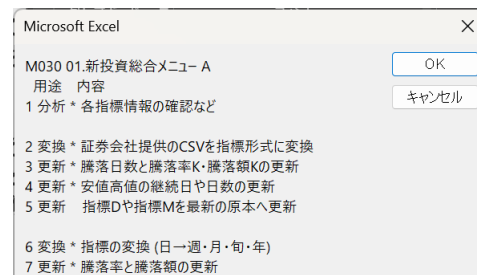 Microsoft Excel
M030 01.新投資総合メニュー A
用途 内容
1 分析 * 各指標情報の確認など
2 変換 * 証券会社提供のCSVを指標形式に変換
3 更新 * 騰落日数と騰落率K・騰落額Kの更新
4 更新 * 安値高値の継続日や日数の更新
5 更新 指標Dや指標Mを最新の原本へ更新
6 変換 * 指標の変換 (日→週・月・旬・年)
7 更新 * 騰落率と騰落額の更新
OK
キャンセル